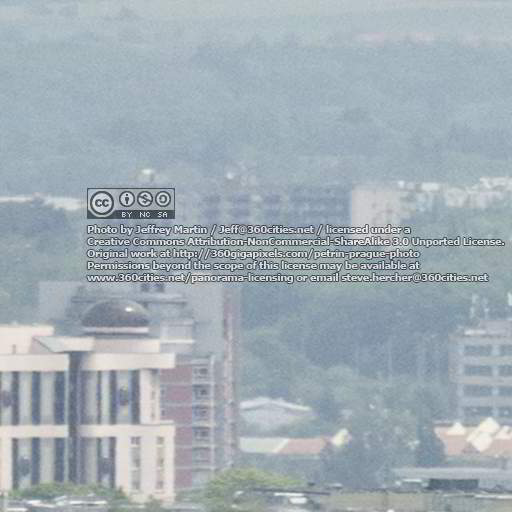 cc BY NC SA
Photo by Jeffrey Martin / Jeff@360cities.net / licensed under a
Creative Commons Attribution-NonCommercial-ShareAlike 3.0 Unported License.
Original work at http://360gigapixels.com/petrin-prague-photo
Permissions beyond the scope of this license may be available at
www.360cities.net/panorama-licensing or email steve.hercher@360cities.net